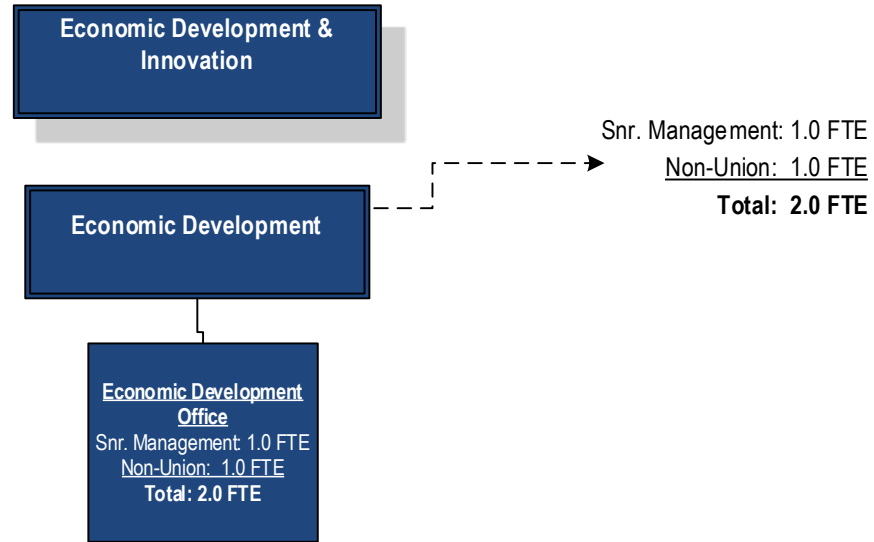 Economic Development &
Innovation
Snr. Management: 1.0 FTE
Non-Union: 1.0 FTE
Total: 2.0 FTE
Economic Development
Economic Development
Office
Snr. Management: 1.0 FTE
Non-Union: 1.0 FTE
Total: 2.0 FTE